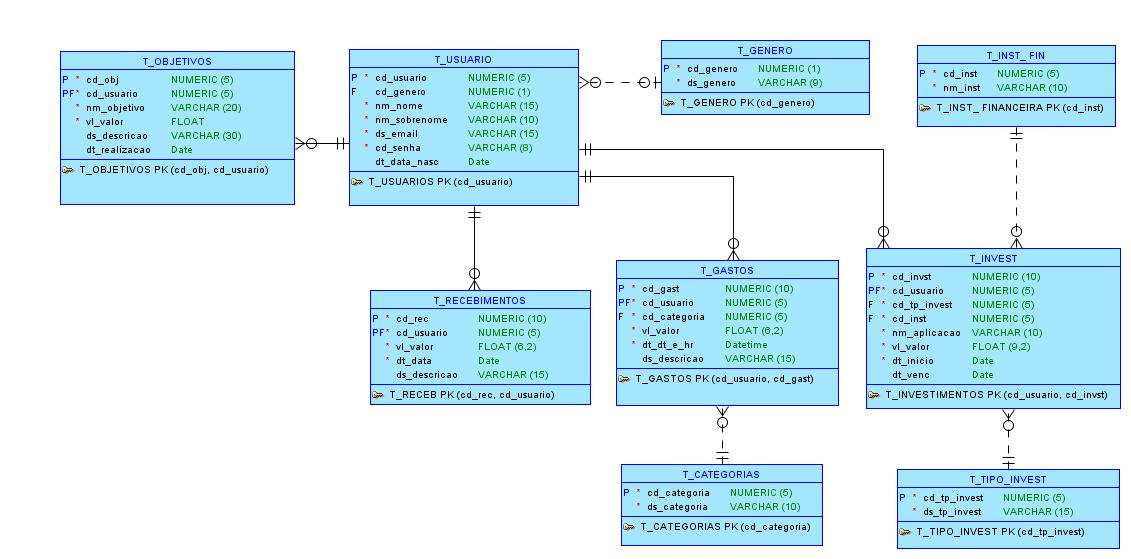 T_OBJETIVOS
P * cd_obj NUMERIC (5)
PF* cd_usuario NUMERIC (5)
* nm_objetivo VARCHAR (20)
* vl_valor FLOAT
ds_descricao VARCHAR (30)
dt_realizacao Date
T_OBJETIVOS PK (cd_obj, cd_usuario)
T_USUARIO
P * cd_usuario NUMERIC (5)
F cd_genero NUMERIC (1)
* nm_nome VARCHAR (15)
* nm_sobrenome VARCHAR (10)
* ds_email VARCHAR (15)
* cd_senha VARCHAR (8)
dt_data_nasc Date
T_USUARIOS PK (cd_usuario)
T_GENERO
P * cd_genero NUMERIC (1)
* ds_genero VARCHAR (9)
T_GENERO PK (cd_genero)
T_INST_ FIN
P * cd_inst NUMERIC (5)
* nm_inst VARCHAR (10)
T_INST_ FINANCEIRA PK (cd_inst)
T_RECEBIMENTOS
P * cd_rec NUMERIC (10)
PF* cd_usuario NUMERIC (5)
* vl_valor FLOAT (6,2)
* dt_data Date
ds_descricao VARCHAR (15)
T_RECEB PK (cd_rec, cd_usuario)
T_GASTOS
P * cd_gast NUMERIC (10)
PF* cd_usuario NUMERIC (5)
F * cd_categoria NUMERIC (5)
* vl_valor FLOAT (6,2)
* dt_dt_e_hr Datetime
ds_descricao VARCHAR (15)
T_GASTOS PK (cd_usuario, cd_gast)
T_INVEST
P * cd_invst NUMERIC (10)
PF* cd_usuario NUMERIC (5)
F * cd_tp_invest NUMERIC (5)
F * cd_inst NUMERIC (5)
* nm_aplicacao VARCHAR (10)
* vl_valor FLOAT (9,2)
* dt_inicio Date
* dt_venc Date
T_INVESTIMENTOS PK (cd_usuario, cd_invst)
T_CATEGORIAS
P * cd_categoria NUMERIC (5)
* ds_categoria VARCHAR (10)
T_CATEGORIAS PK (cd_categoria)
T_TIPO_INVEST
P * cd_tp_invest NUMERIC (5)
* ds_tp_invest VARCHAR (15)
T_TIPO_INVEST PK (cd_tp_invest)